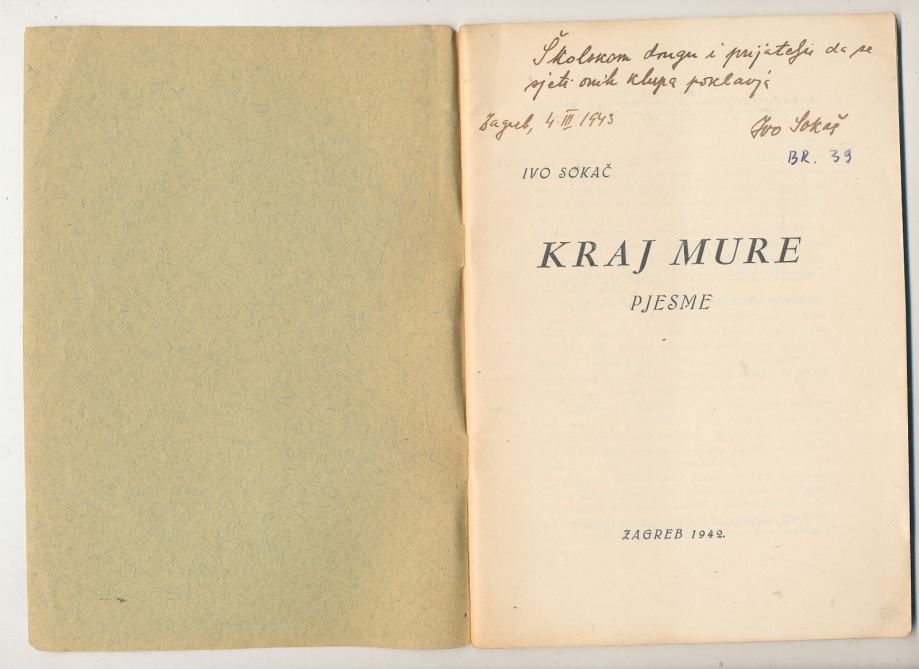 Školskom drugu i prijatelju da se
sjeti onih klupa poklanja
Zagreb, 4. III 1943
Ivo Sokač
BR. 39
IVO SOKAČ
KRAJ MURE
PJESME
ZAGREB 1942.